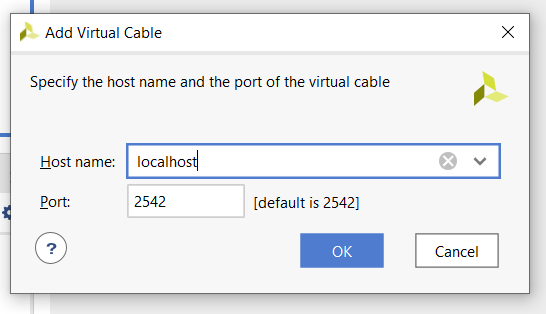 Add Virtual Cable
Specify the host name and the port of the virtual cable
Host name: localhost
Port: 2542 [default is 2542]
? OK Cancel